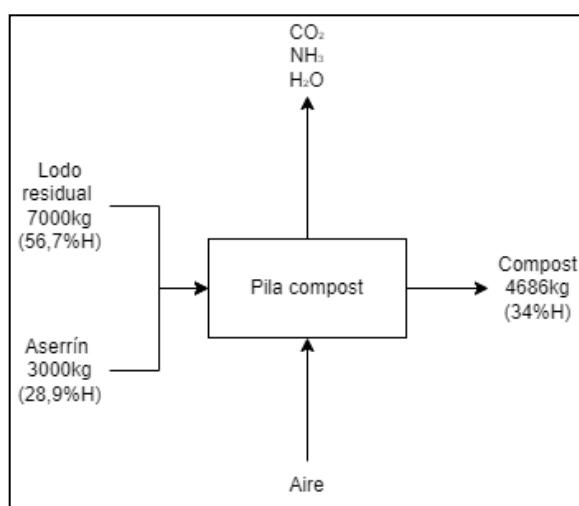 CO₂
NH₃
H₂O
Lodo
residual
7000kg
(56,7%H)
Pila compost
Compost
4686kg
(34%H)
Aserrín
3000kg
(28,9%H)
Aire